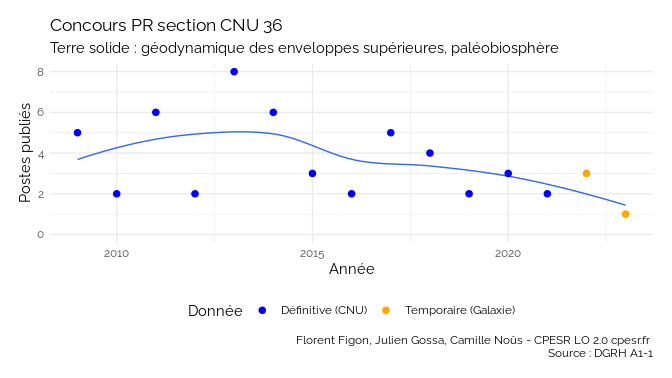 Concours PR section CNU 36
Terre solide : géodynamique des enveloppes supérieures, paléobiosphère
Postes publiés
8
6
4
2
0
2010
2015
2020
Année
Donnée
Définitive (CNU)
Temporaire (Galaxie)
Florent Figon, Julien Gossa, Camille Noûs - CPESR LO 2.0 cpesr.fr
Source : DGRH A1-1